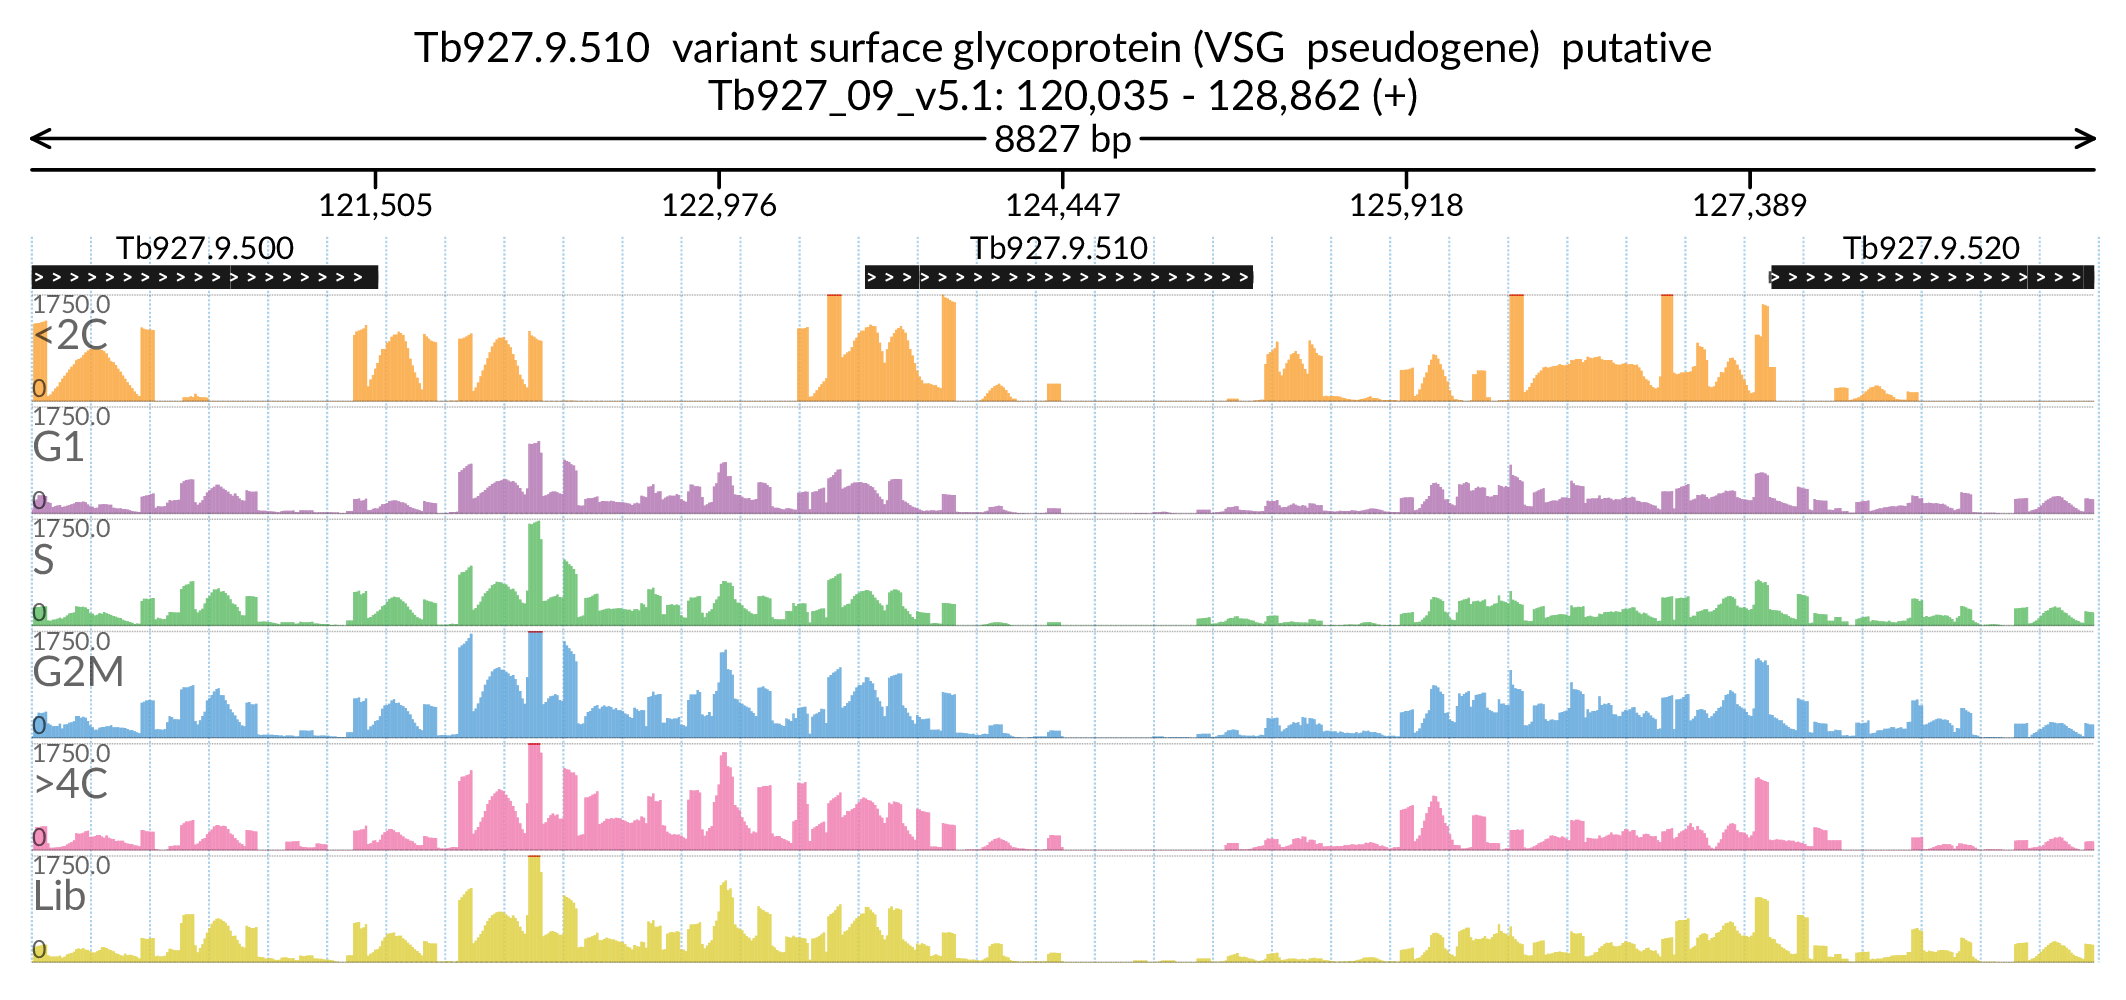 Tb927.9.510  variant surface glycoprotein (VSG  pseudogene)  putative
Tb927_09_v5.1: 120,035 - 128,862 (+)
8827 bp
121,505 122,976 124,447 125,918 127,389
Tb927.9.500 Tb927.9.510 Tb927.9.520
1750.0
<2C
0
1750.0
G1
0
1750.0
S
0
1750.0
G2M
0
1750.0
>4C
0
1750.0
Lib
0